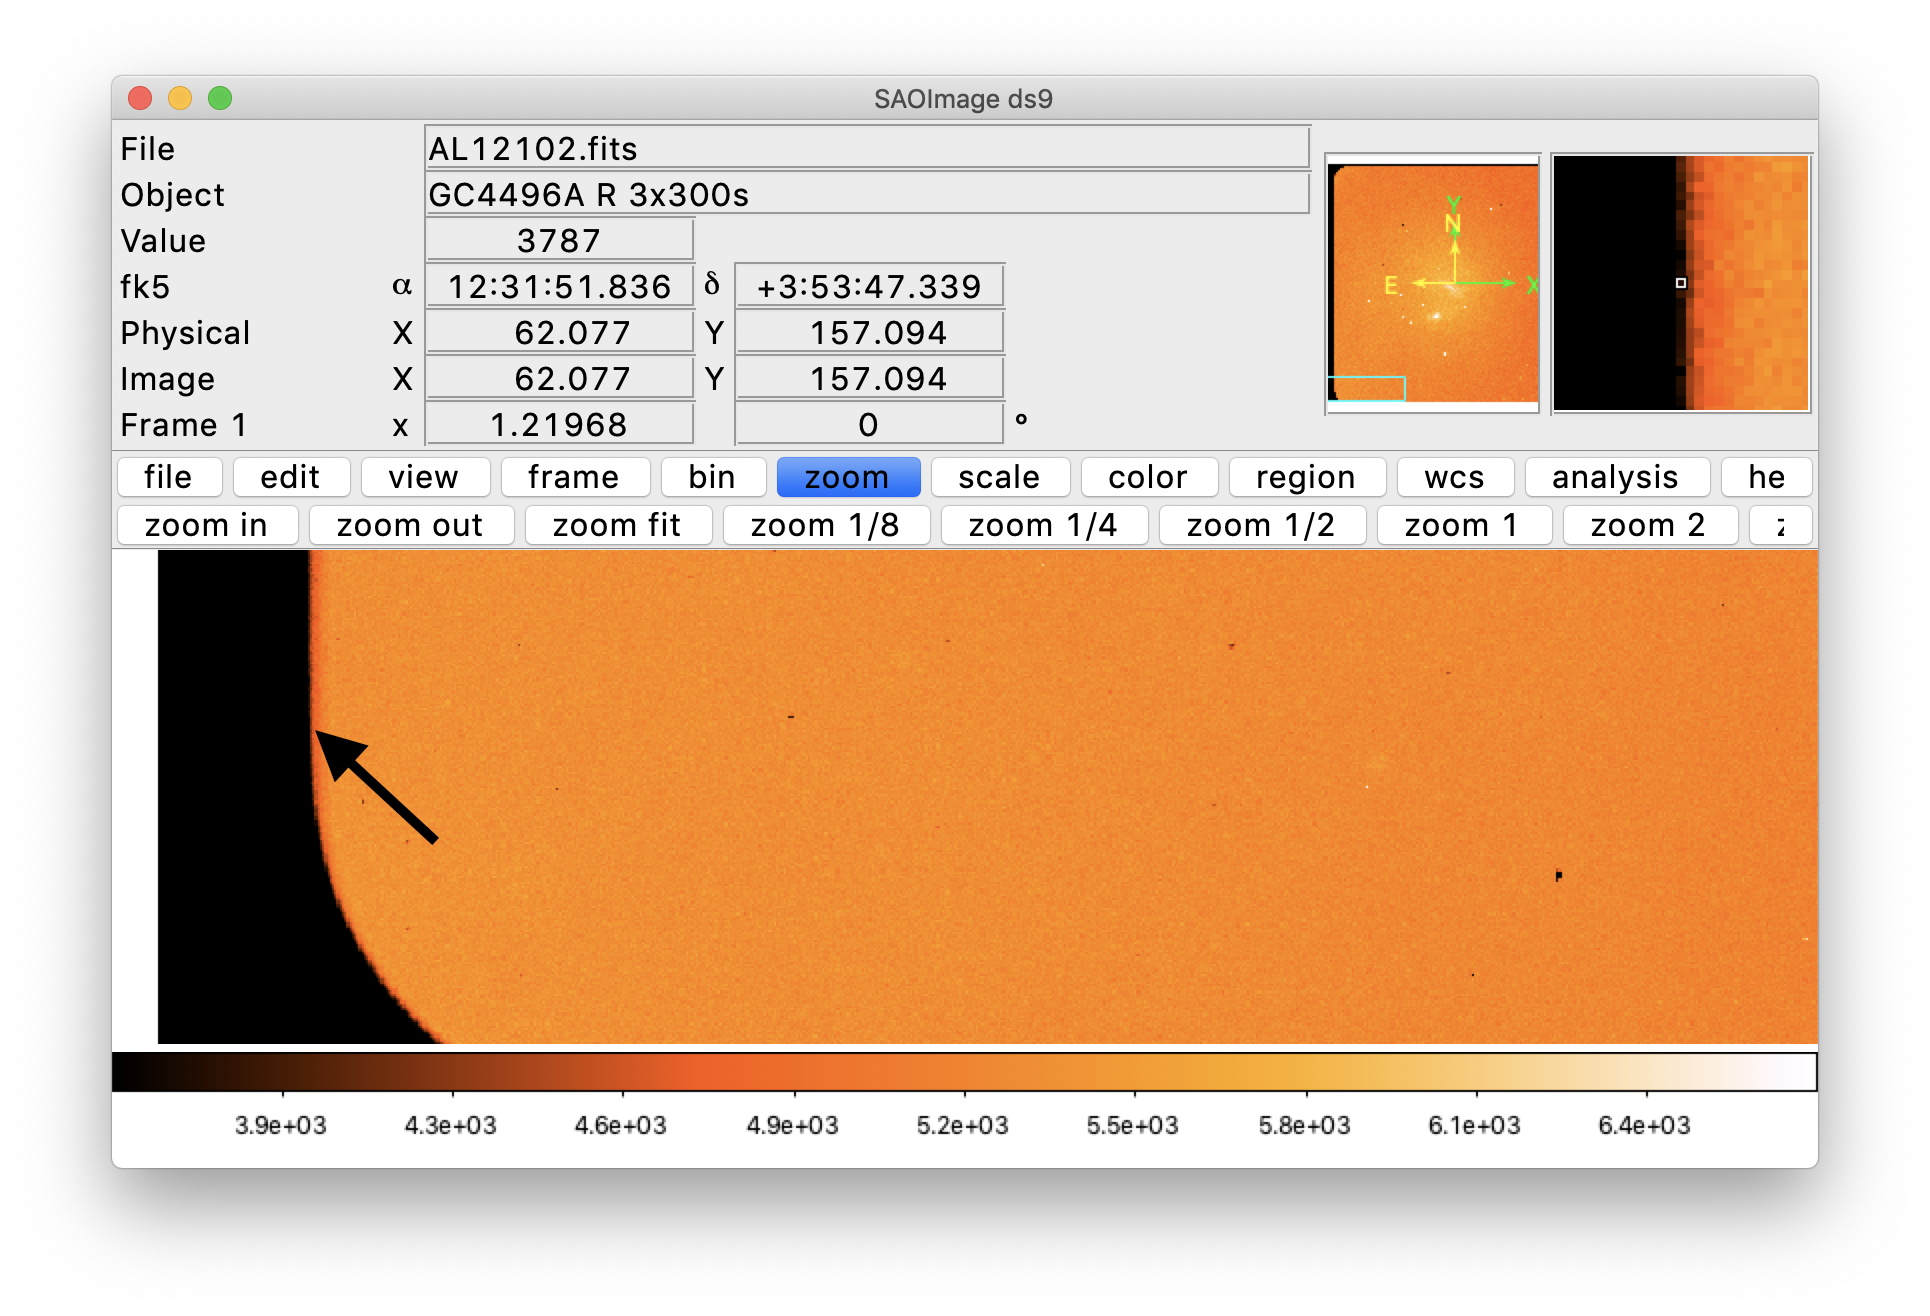 SAOImage ds9
File AL12102.fits
Object GC4496A R 3x300s
Value 3787
fk5 α 12:31:51.836 δ +3:53:47.339
Physical X 62.077 Y 157.094
Image X 62.077 Y 157.094
Frame 1 x 1.21968 0 °
Y
N
E X
file edit view frame bin zoom scale color region wcs analysis he
zoom in zoom out zoom fit zoom 1/8 zoom 1/4 zoom 1/2 zoom 1 zoom 2 z
3.9e+03 4.3e+03 4.6e+03 4.9e+03 5.2e+03 5.5e+03 5.8e+03 6.1e+03 6.4e+03